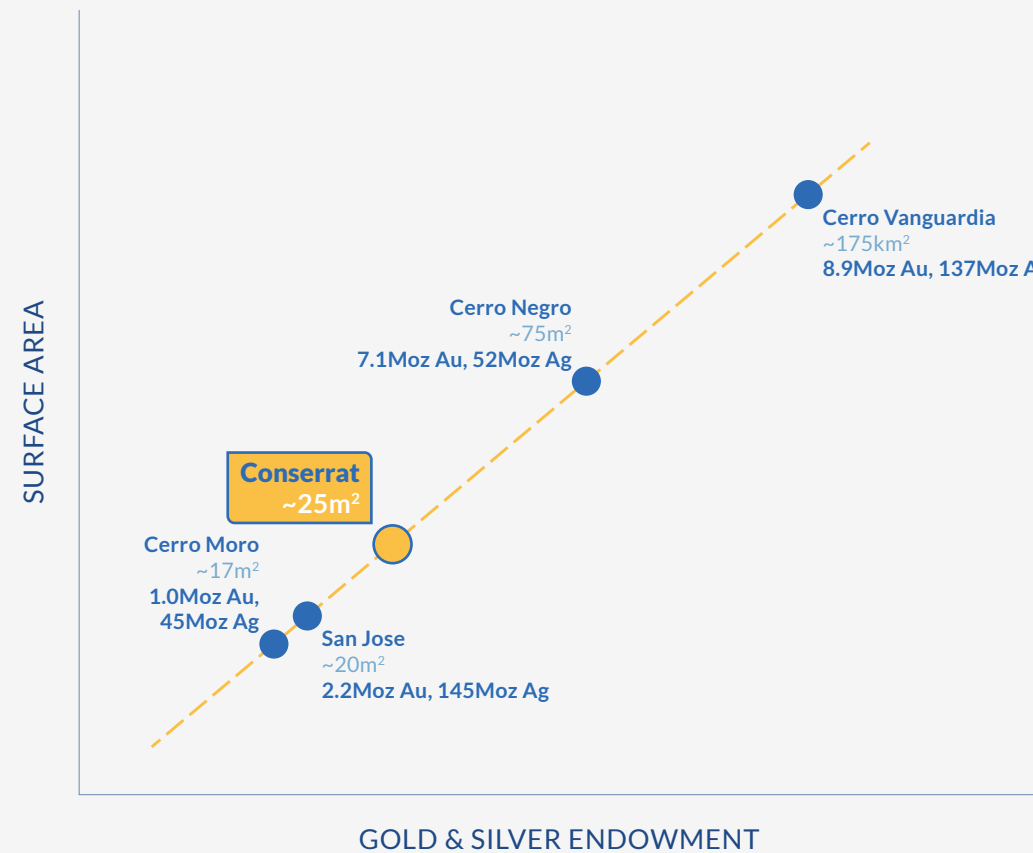 Cerro Vanguardia
~175km²
8.9Moz Au, 137Moz
Cerro Negro
~75m²
7.1Moz Au, 52Moz Ag
SURFACE AREA
Conserrat
~25m²
Cerro Moro
~17m²
1.0Moz Au,
45Moz Ag
San Jose
~20m²
2.2Moz Au, 145Moz Ag
GOLD & SILVER ENDOWMENT